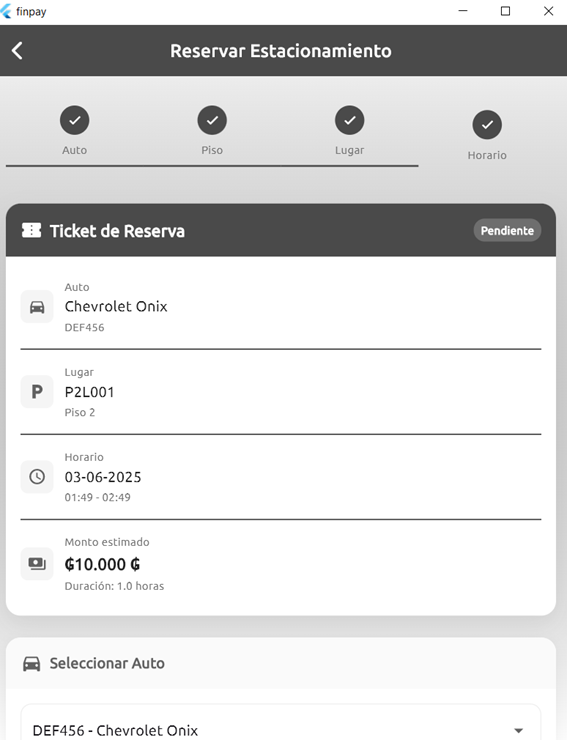 finpay
Reservar Estacionamiento
Auto
Piso
Lugar
Horario
Ticket de Reserva
Pendiente
Auto
Chevrolet Onix
DEF456
Lugar
P
P2L001
Piso 2
Horario
03-06-2025
01:49 - 02:49
Monto estimado
₲10.000 ₲
Duración: 1.0 horas
Seleccionar Auto
DEF456 - Chevrolet Onix